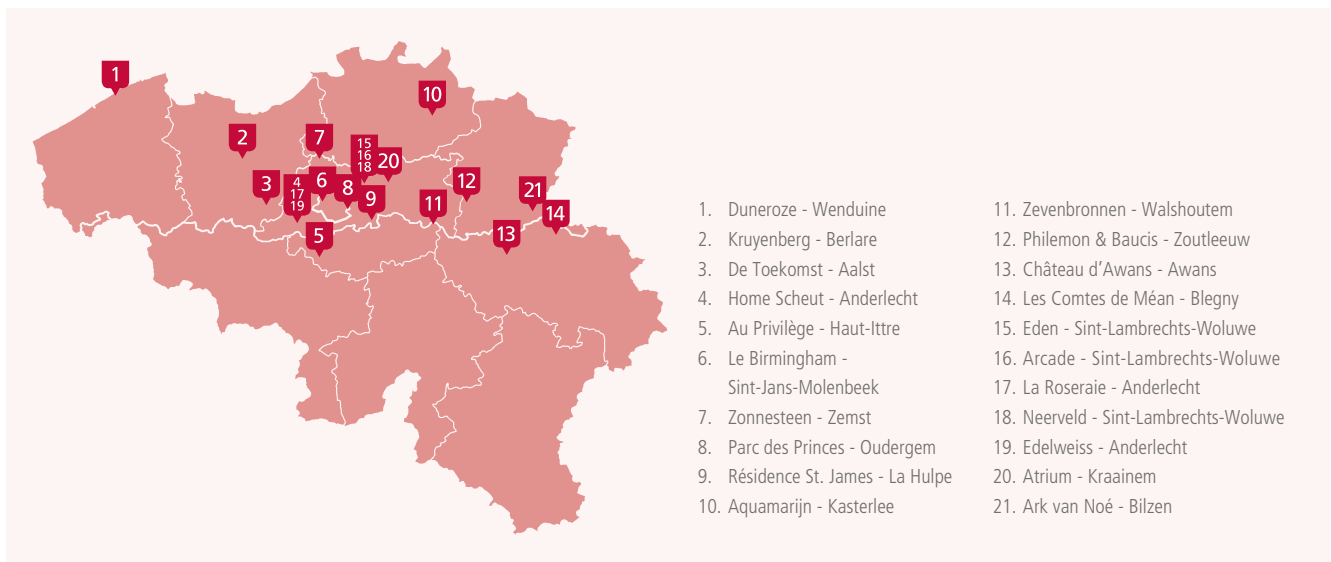 1
10
2
7
15
16
18
20
3
4
17
19
6
8
9
12
11
21
14
5
13
1. Duneroze - Wenduine
2. Kruyenberg - Berlare
3. De Toekomst - Aalst
4. Home Scheut - Anderlecht
5. Au Privilège - Haut-Ittre
6. Le Birmingham -
Sint-Jans-Molenbeek
7. Zonnesteen - Zemst
8. Parc des Princes - Oudergem
9. Résidence St. James - La Hulpe
10. Aquamarijn - Kasterlee
11. Zevenbronnen - Walshoutem
12. Philemon & Baucis - Zoutleeuw
13. Château d'Awans - Awans
14. Les Comtes de Méan - Blegny
15. Eden - Sint-Lambrechts-Woluwe
16. Arcade - Sint-Lambrechts-Woluwe
17. La Roseraie - Anderlecht
18. Neerveld - Sint-Lambrechts-Woluwe
19. Edelweiss - Anderlecht
20. Atrium - Kraainem
21. Ark van Noé - Bilzen